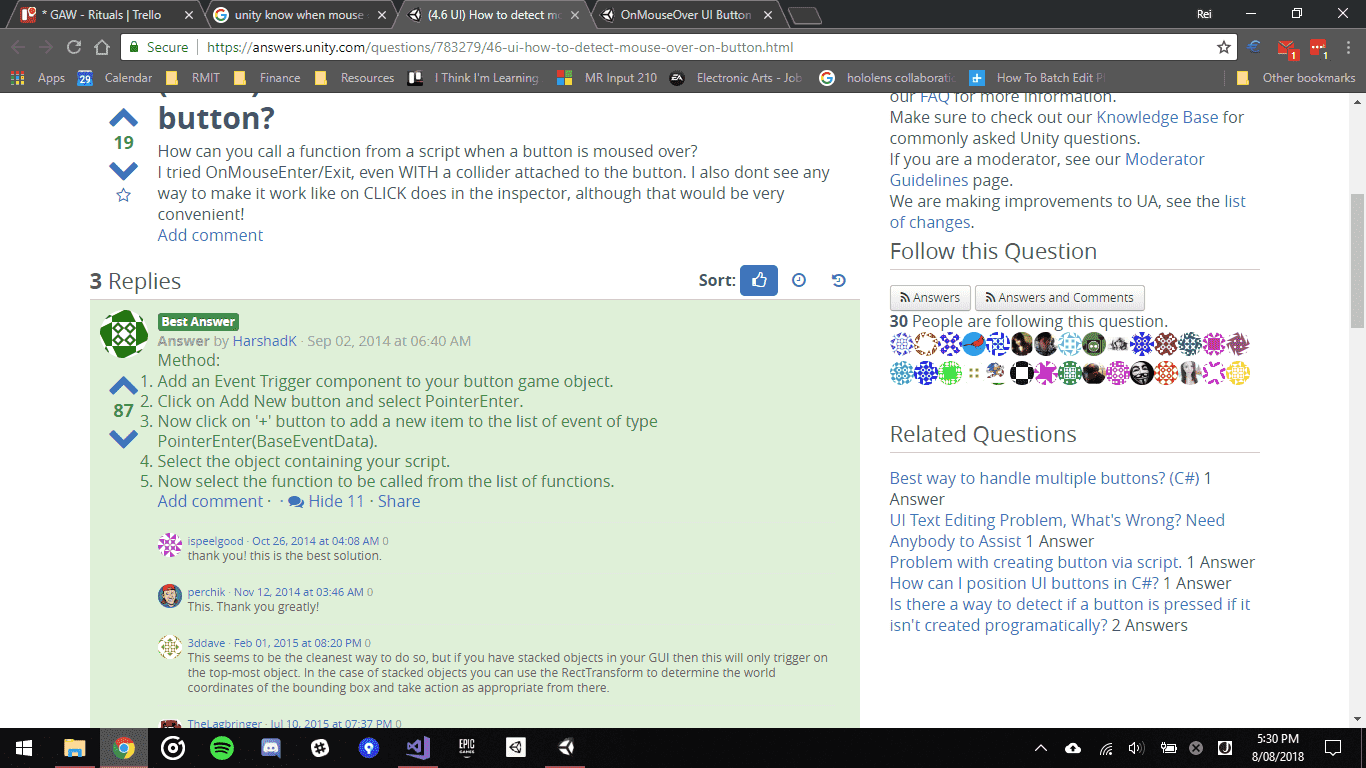 * GAW - Rituals | Trello
unity know when mouse
(4.6 UI) How to detect mo
OnMouseOver UI Button
Rei
Secure
https://answers.unity.com/questions/783279/46-ui-how-to-detect-mouse-over-on-button.html
1
1
Apps
29
Calendar
RMIT
Finance
Resources
I Think I'm Learning
MR Input 210
EA
Electronic Arts - Job
hololens collaborati
How To Batch Edit P
Other bookmarks
button?
19
How can you call a function from a script when a button is moused over?
I tried OnMouseEnter/Exit, even WITH a collider attached to the button. I also dont see any
way to make it work like on CLICK does in the inspector, although that would be very
convenient!
Add comment
3 Replies
Sort:
Best Answer
Answer by HarshadK · Sep 02, 2014 at 06:40 AM
Method:
87
1. Add an Event Trigger component to your button game object.
2. Click on Add New button and select PointerEnter.
3. Now click on '+' button to add a new item to the list of event of type
PointerEnter(BaseEventData).
4. Select the object containing your script.
5. Now select the function to be called from the list of functions.
Add comment · · Hide 11 · Share
ispeelgood · Oct 26, 2014 at 04:08 AM 0
thank you! this is the best solution.
perchik · Nov 12, 2014 at 03:46 AM 0
This. Thank you greatly!
3ddave · Feb 01, 2015 at 08:20 PM 0
This seems to be the cleanest way to do so, but if you have stacked objects in your GUI then this will only trigger on
the top-most object. In the case of stacked objects you can use the RectTransform to determine the world
coordinates of the bounding box and take action as appropriate from there.
TheLagbringer · Jul 10, 2015 at 07:37 PM 0
our FAQ for more information.
Make sure to check out our Knowledge Base for
commonly asked Unity questions.
If you are a moderator, see our Moderator
Guidelines page.
We are making improvements to UA, see the list
of changes.
Follow this Question
Answers
Answers and Comments
30 People are following this question.
Related Questions
Best way to handle multiple buttons? (C#) 1
Answer
UI Text Editing Problem, What's Wrong? Need
Anybody to Assist 1 Answer
Problem with creating button via script. 1 Answer
How can I position UI buttons in C#? 1 Answer
Is there a way to detect if a button is pressed if it
isn't created programatically? 2 Answers
EPIC
GAMES
5:30 PM
8/08/2018